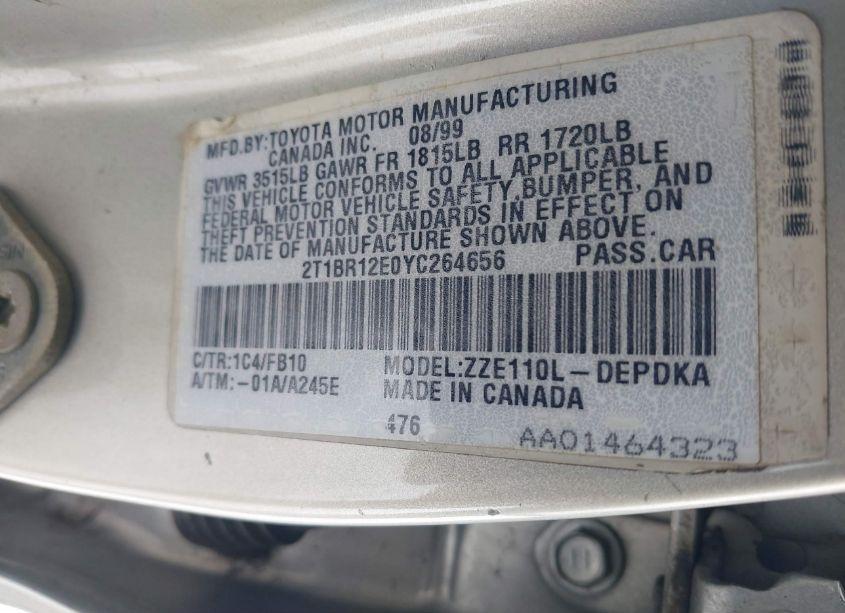 MFD.BY:TOYOTA MOTOR MANUFACTURING
CANADA INC. 08/99
GVWR 3515LB GAWR FR 1815LB RR 1720LB
THIS VEHICLE CONFORMS TO ALL APPLICABLE
FEDERAL MOTOR VEHICLE SAFETY,BUMPER, AND
THEFT PREVENTION STANDARDS IN EFFECT ON
THE DATE OF MANUFACTURE SHOWN ABOVE.
2T1BR12E0YC264656 PASS.CAR
C/TR:1C4/FB10 MODEL:ZZE110L-DEPDKA
A/TM:-01A/A245E MADE IN CANADA
476
AA01464323